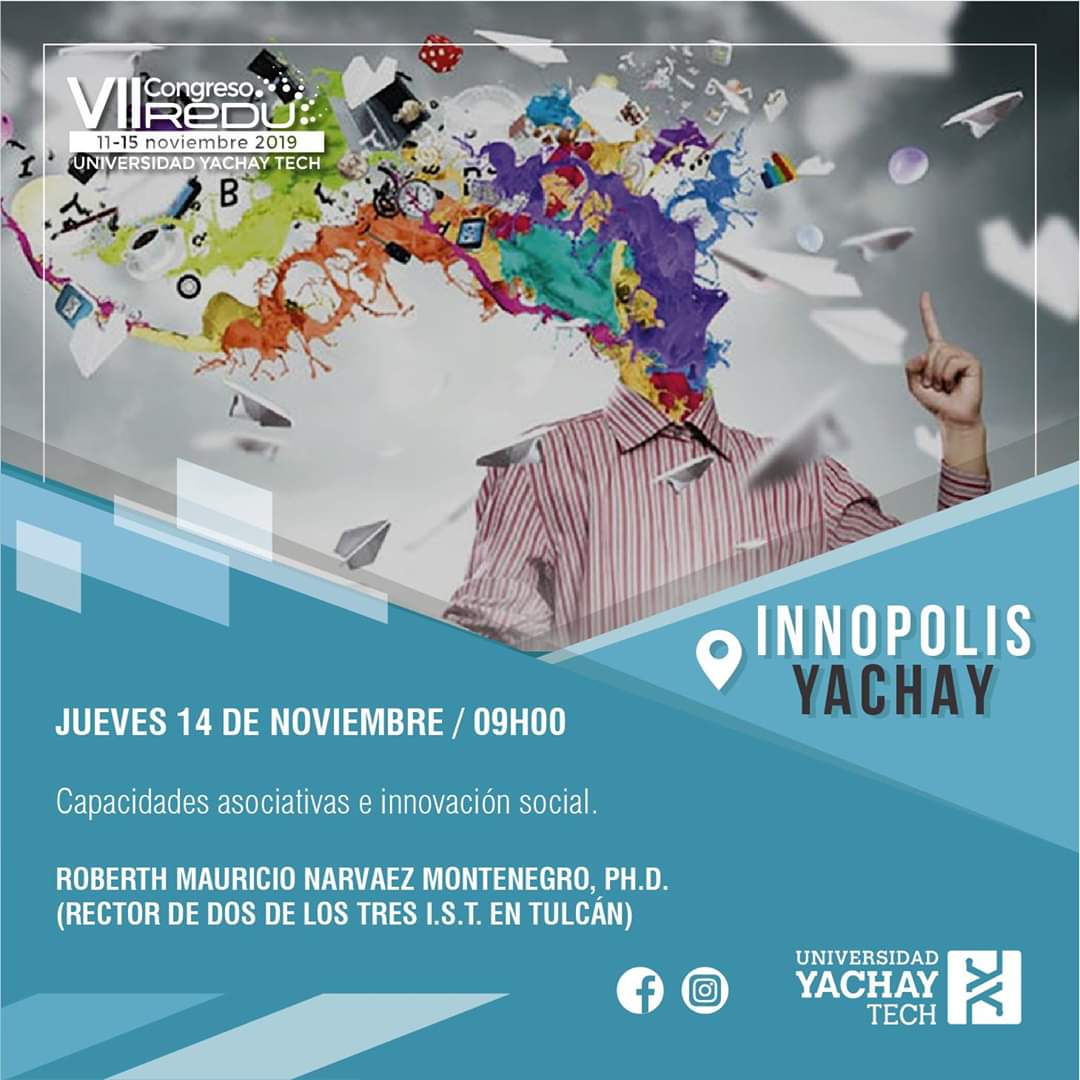 VII Congreso
REDU
11-15 noviembre 2019
UNIVERSIDAD YACHAY TECH
B
INNOPOLIS
YACHAY
JUEVES 14 DE NOVIEMBRE / 09H00
Capacidades asociativas e innovación social.
ROBERTH MAURICIO NARVAEZ MONTENEGRO, PH.D.
(RECTOR DE DOS DE LOS TRES I.S.T. EN TULCÁN)
UNIVERSIDAD
YACHAY
TECH